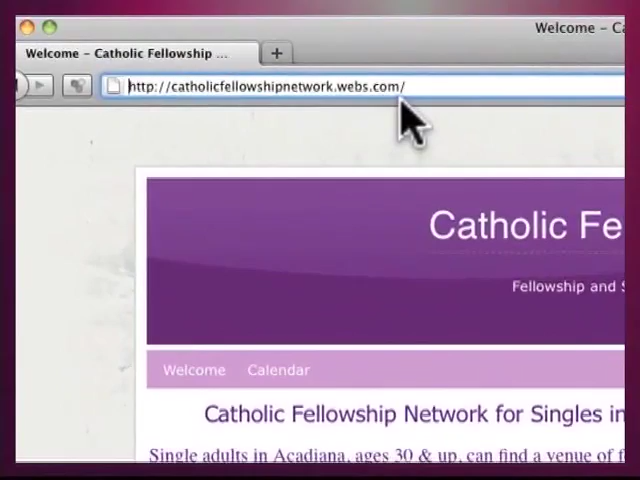 Welcome – Ca
Welcome – Catholic Fellowship ...
http://catholicfellowshipnetwork.webs.com/
Catholic Fe
Fellowship and S
Welcome Calendar
Catholic Fellowship Network for Singles in
Single adults in Acadiana, ages 30 & up, can find a venue of f